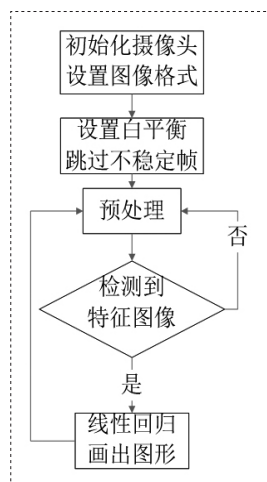 初始化摄像头
设置图像格式
设置白平衡
跳过不稳定帧
预处理
否
检测到
特征图像
是
线性回归
画出图形